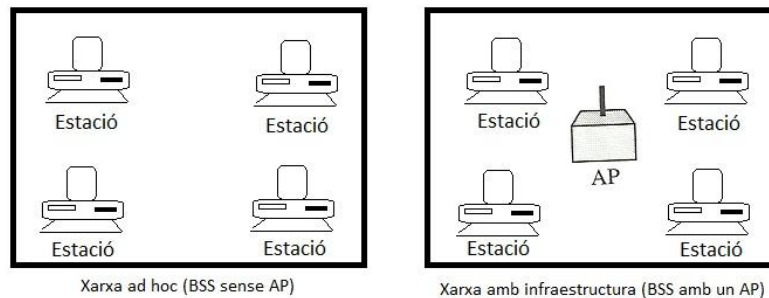 Estació
Estació
Estació
Estació
Xarxa ad hoc (BSS sense AP)
Estació
Estació
AP
Estació
Estació
Xarxa amb infraestructura (BSS amb un AP)